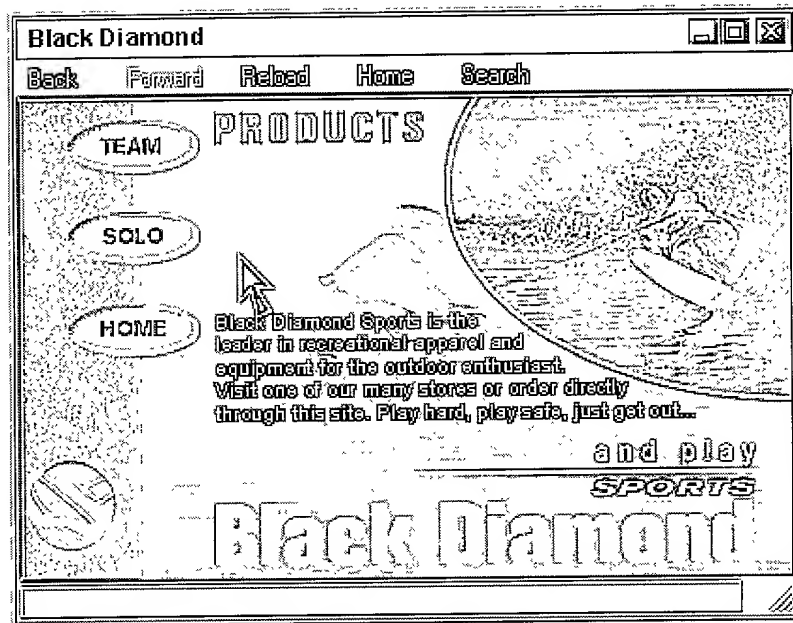 Black Diamond
Back Forward Reload Home Search
PRODUCTS
TEAM
SOLO
HOME
Black Diamond Sports is the
leader in recreational apparel and
equipment for the outdoor enthusiast.
Visit one of our many stores or order directly
through this site. Play hard, play safe, just get out...
and play
SPORTS
Black Diamond